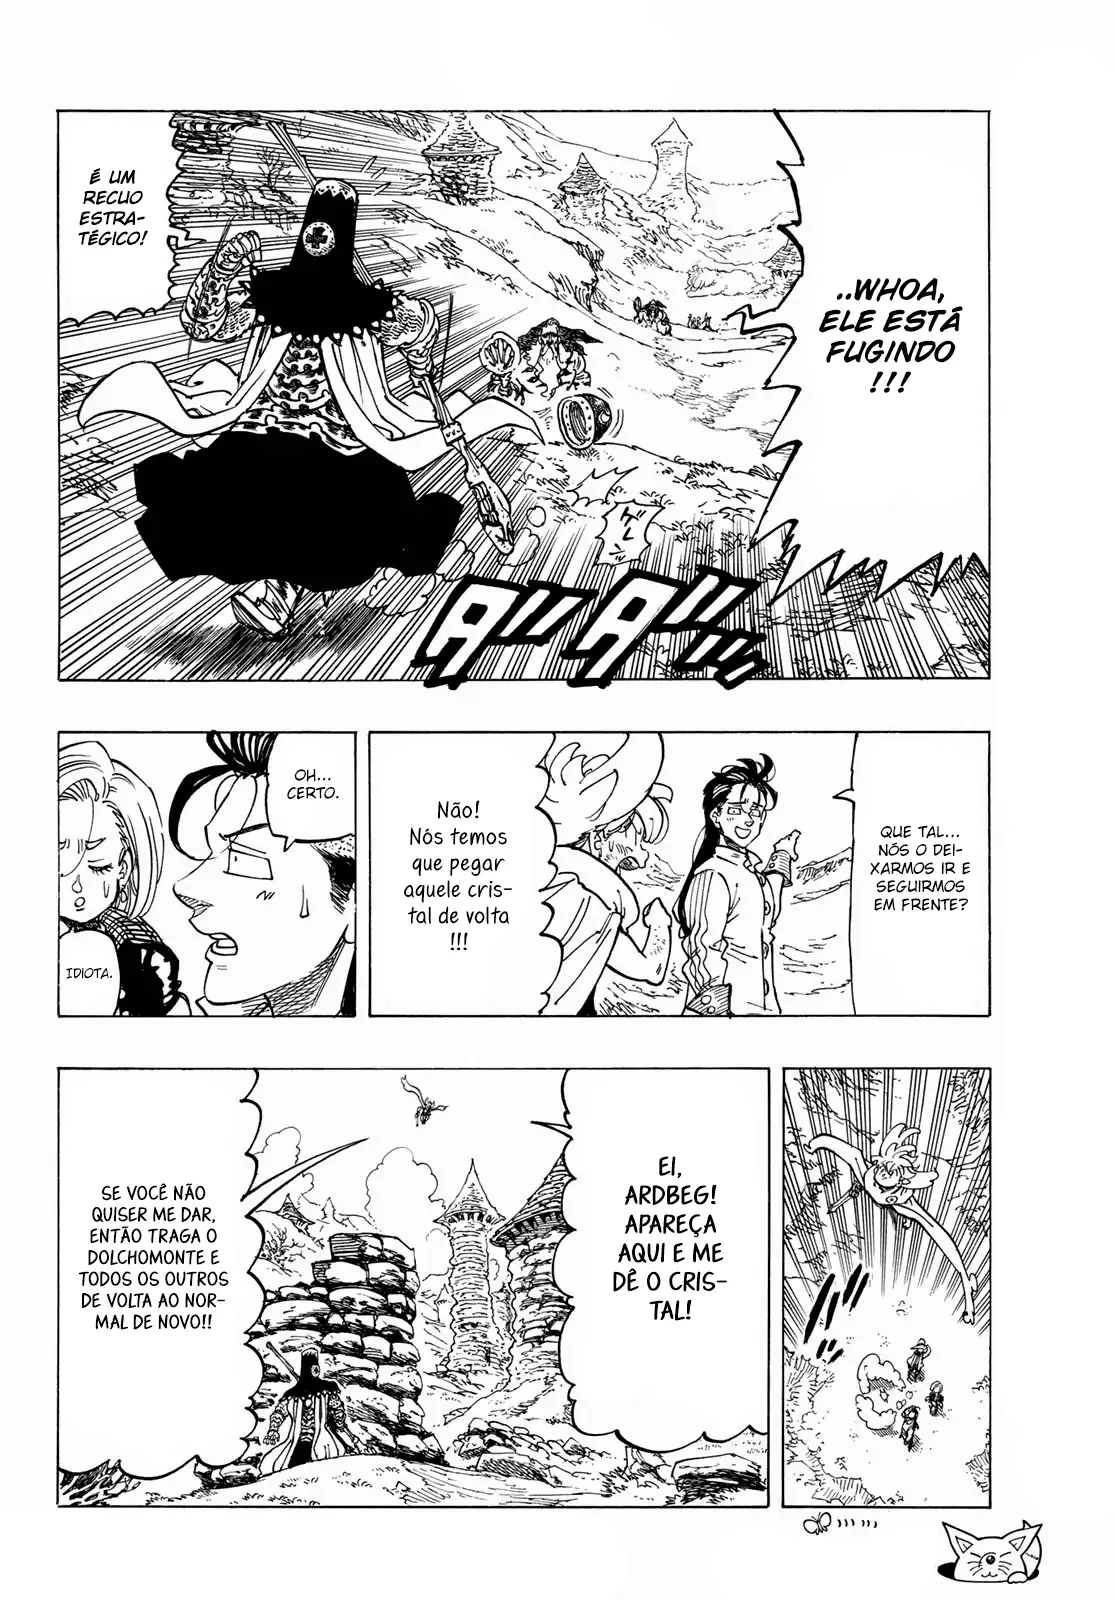 ..WHOA,
ELE ESTÁ
FUGINDO
!!!
É UM
RECUO
ESTRA-
TÉGICO!
QUE TAL...
NÓS O DEI-
XARMOS IR E
SEGUIRMOS
EM FRENTE?
Não!
Nós temos
que pegar
aquele cris-
tal de volta
!!!
OH...
CERTO.
IDIOTA.
EI,
ARDBEG!
APAREÇA
AQUI E ME
DÊ O CRIS-
TAL!
SE VOCÊ NÃO
QUISER ME DAR,
ENTÃO TRAGA O
DOLCHOMONTE E
TODOS OS OUTROS
DE VOLTA AO NOR-
MAL DE NOVO!!